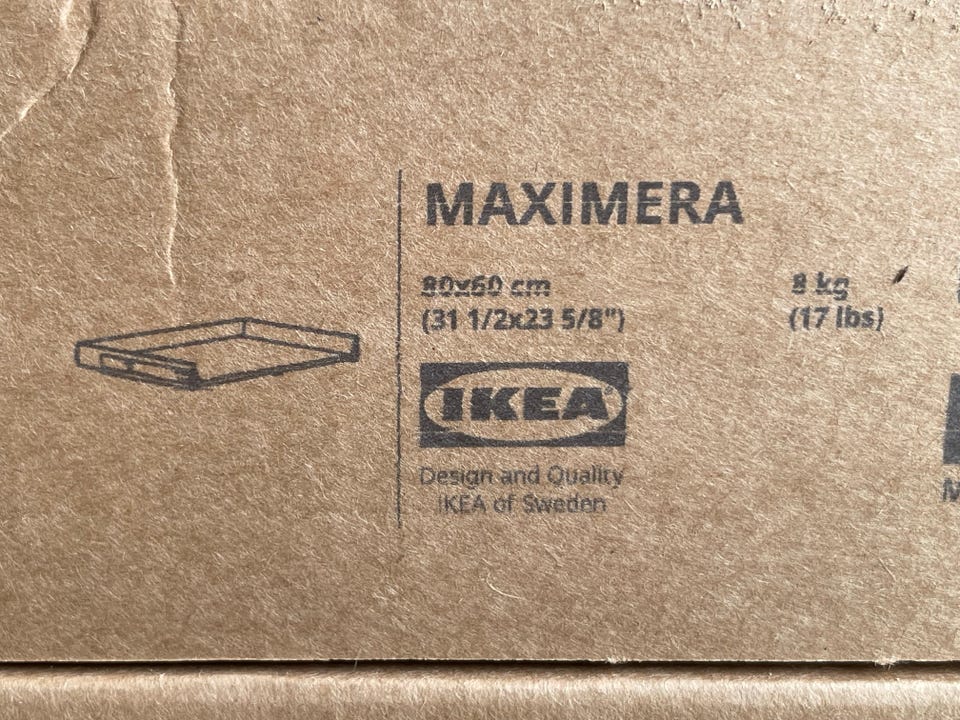 MAXIMERA
80x60 cm 8 kg
(31 1/2x23 5/8") (17 lbs)
IKEA
Design and Quality
IKEA of Sweden